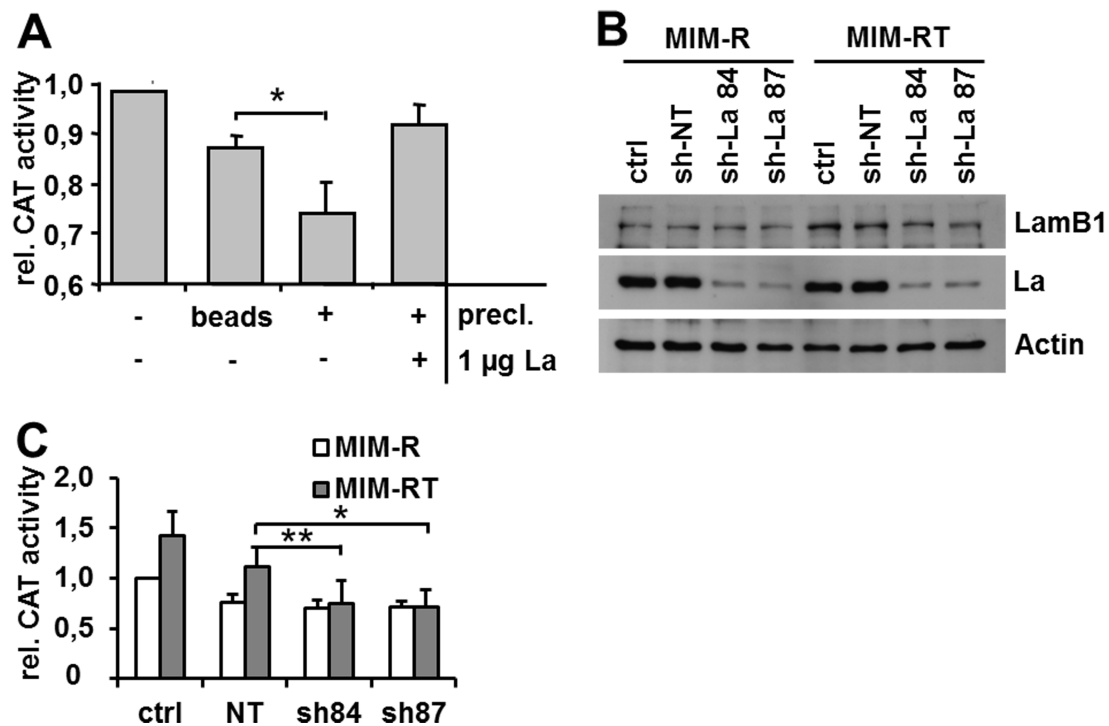 A
rel. CAT activity
1,0
0,9
0,8
0,7
0,6
*
- beads + + precl.
- - - + 1 µg La
B
MIM-R MIM-RT
ctrl sh-NT sh-La 84 sh-La 87 ctrl sh-NT sh-La 84 sh-La 87
LamB1
La
Actin
C
MIM-R
MIM-RT
rel. CAT activity
2,0
1,5
1,0
0,5
0
*
**
ctrl NT sh84 sh87